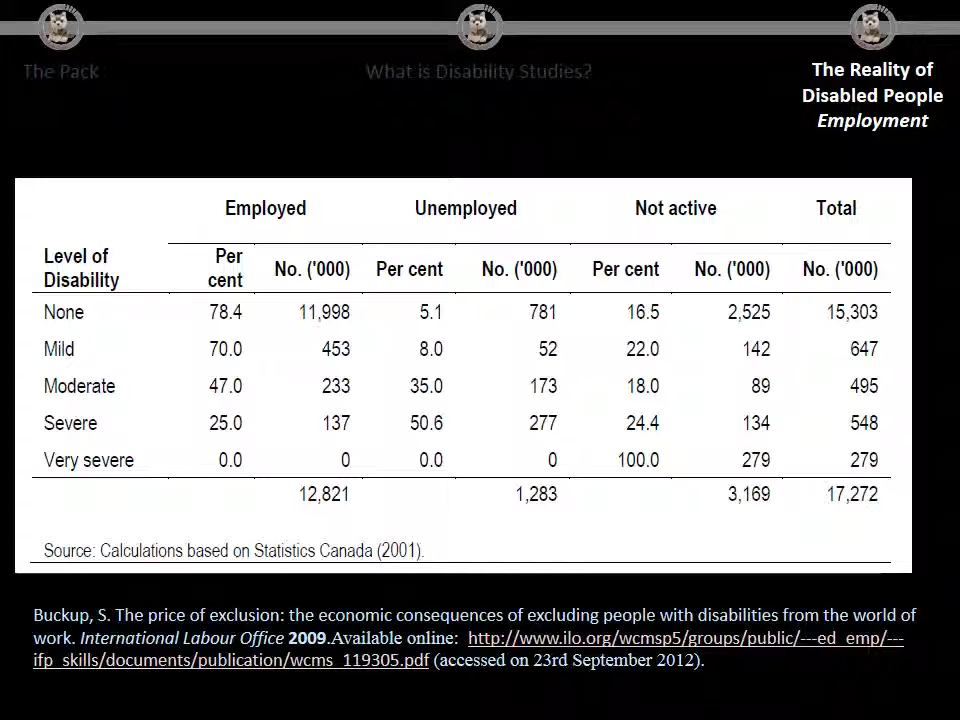 The Pack
What is Disability Studies?
The Reality of
Disabled People
Employment
Employed Unemployed Not active Total
Level of Disability Per cent No. ('000) Per cent No. ('000) Per cent No. ('000) No. ('000)
None 78.4 11,998 5.1 781 16.5 2,525 15,303
Mild 70.0 453 8.0 52 22.0 142 647
Moderate 47.0 233 35.0 173 18.0 89 495
Severe 25.0 137 50.6 277 24.4 134 548
Very severe 0.0 0 0.0 0 100.0 279 279
12,821 1,283 3,169 17,272
Source: Calculations based on Statistics Canada (2001).
Buckup, S. The price of exclusion: the economic consequences of excluding people with disabilities from the world of
work. International Labour Office 2009.Available online: http://www.ilo.org/wcmsp5/groups/public/---ed_emp/---
ifp_skills/documents/publication/wcms_119305.pdf (accessed on 23rd September 2012).